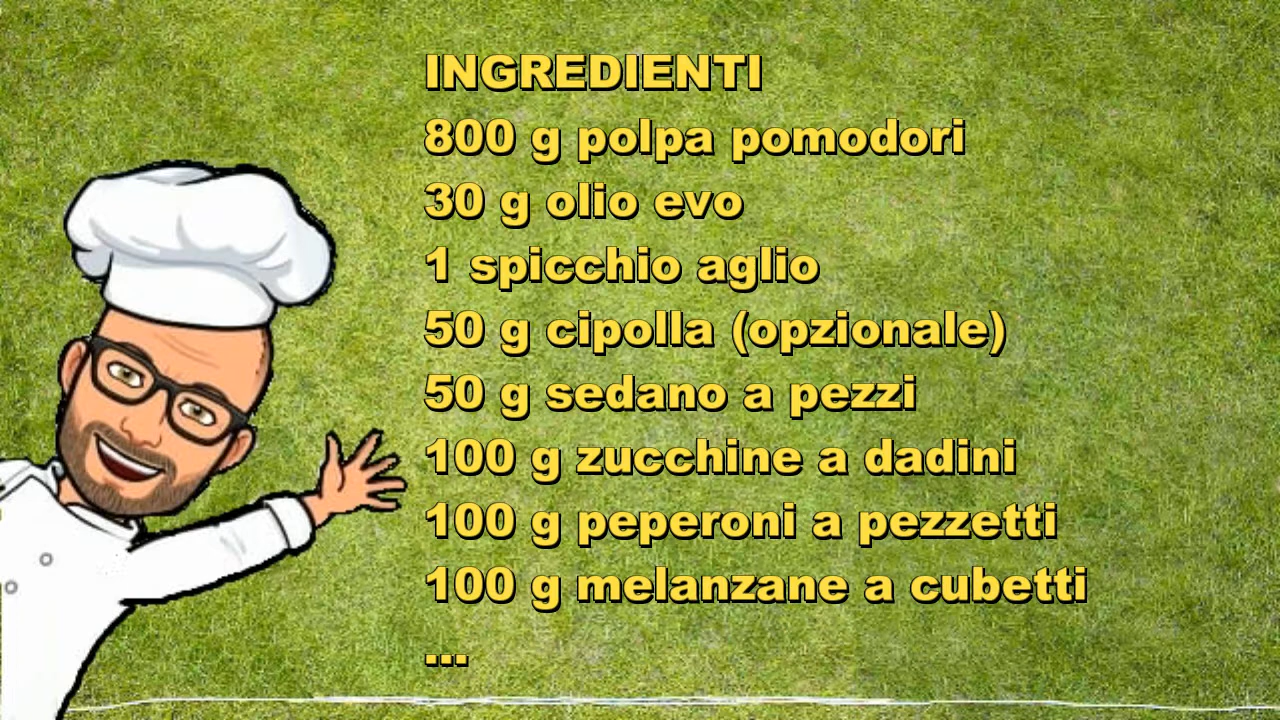 INGREDIENTI
800 g polpa pomodori
30 g olio evo
1 spicchio aglio
50 g cipolla (opzionale)
50 g sedano a pezzi
100 g zucchine a dadini
100 g peperoni a pezzetti
100 g melanzane a cubetti
...